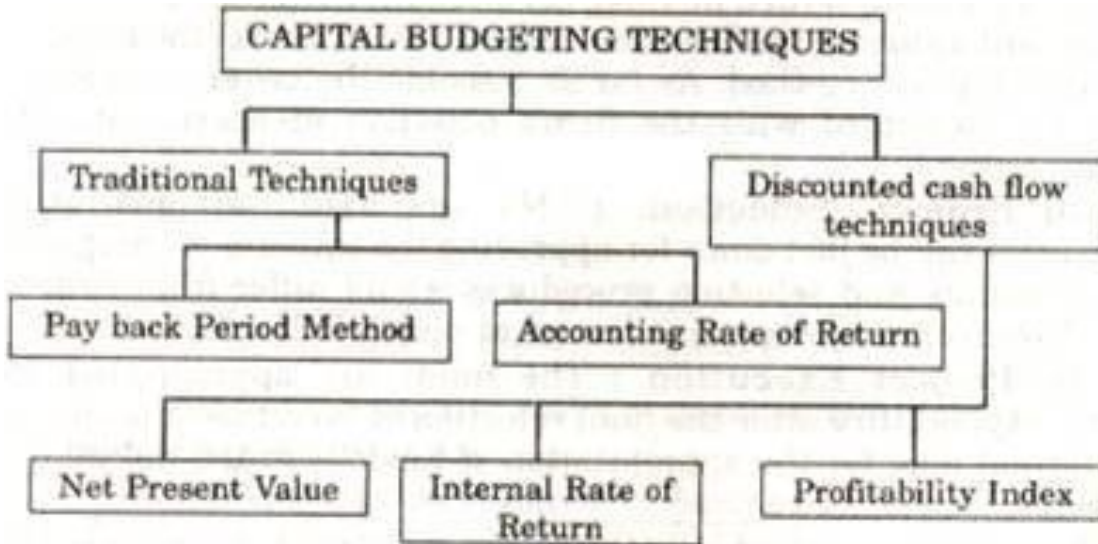 CAPITAL BUDGETING TECHNIQUES
Traditional Techniques
Discounted cash flow
techniques
Pay back Period Method
Accounting Rate of Return
Net Present Value
Internal Rate of
Return
Profitability Index